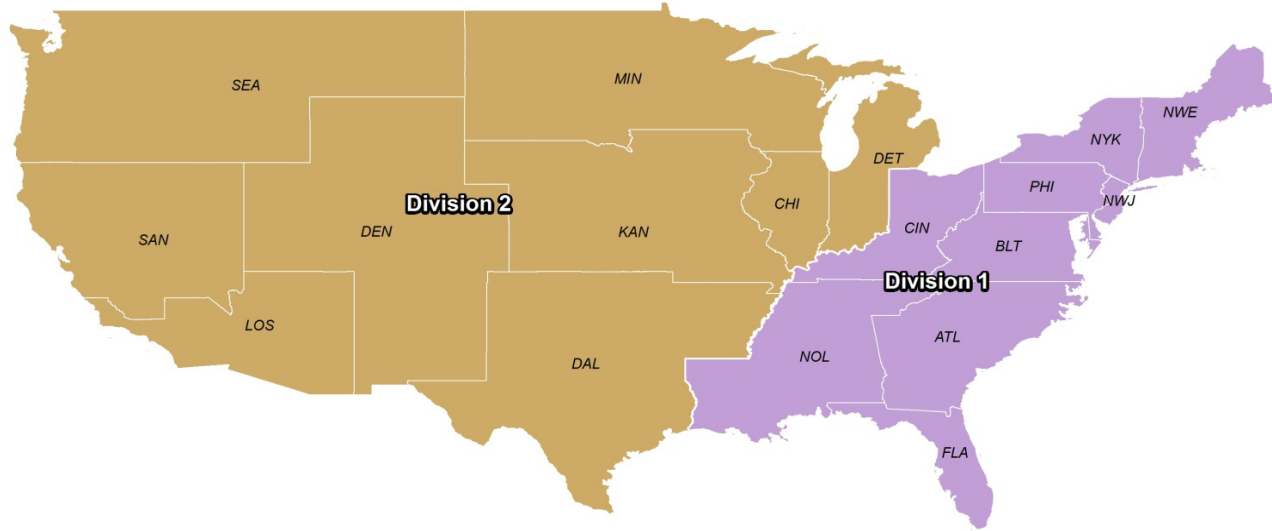 SEA
MIN
NWE
NYK
DET
PHI
NWJ
CHI
Division 2
CIN
SAN
DEN
KAN
BLT
Division 1
LOS
NOL
ATL
DAL
FLA